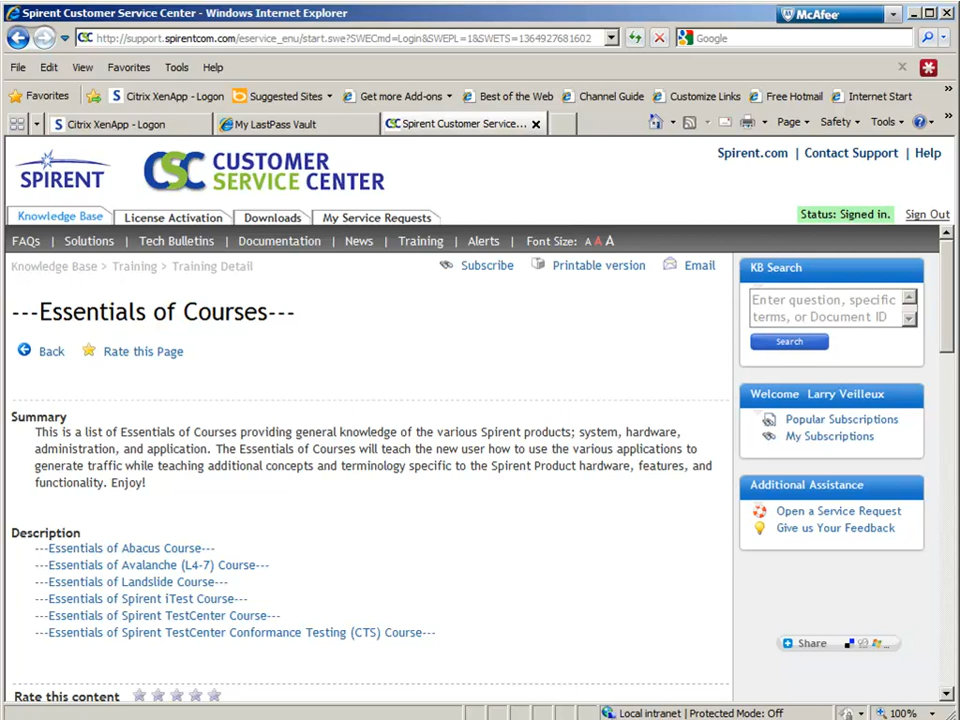 Spirent Customer Service Center - Windows Internet Explorer
McAfee
http://support.spirentcom.com/eservice_enu/start.swe?SWECmd=Login&SWEPL=1&SWETS=1364927681602
Google
File Edit View Favorites Tools Help
Favorites Citrix XenApp - Logon Suggested Sites Get more Add-ons Best of the Web Channel Guide Customize Links Free Hotmail Internet Start
Citrix XenApp - Logon My LastPass Vault Spirent Customer Service... Page Safety Tools
SPIRENT CSC CUSTOMER SERVICE CENTER
Spirent.com | Contact Support | Help
Knowledge Base License Activation Downloads My Service Requests Status: Signed in. Sign Out
FAQs | Solutions | Tech Bulletins | Documentation | News | Training | Alerts | Font Size: A A A
Knowledge Base > Training > Training Detail
Subscribe Printable version Email
---Essentials of Courses---
Back Rate this Page
Summary
This is a list of Essentials of Courses providing general knowledge of the various Spirent products; system, hardware,
administration, and application. The Essentials of Courses will teach the new user how to use the various applications to
generate traffic while teaching additional concepts and terminology specific to the Spirent Product hardware, features, and
functionality. Enjoy!
Description
---Essentials of Abacus Course---
---Essentials of Avalanche (L4-7) Course---
---Essentials of Landslide Course---
---Essentials of Spirent iTest Course---
---Essentials of Spirent TestCenter Course---
---Essentials of Spirent TestCenter Conformance Testing (CTS) Course---
Rate this content
KB Search
Enter question, specific
terms, or Document ID
Search
Welcome Larry Veilleux
Popular Subscriptions
My Subscriptions
Additional Assistance
Open a Service Request
Give us Your Feedback
Share
Local intranet | Protected Mode: Off 100%